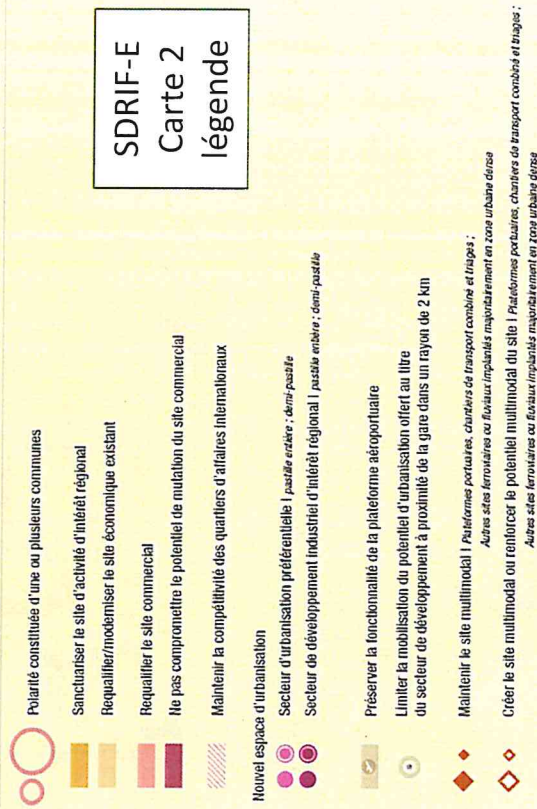 SDRIF-E
Carte 2
légende
Polarité constituée d'une ou plusieurs communes
Sanctuariser le site d'activité d'intérêt régional
Requalifier/moderniser le site économique existant
Requalifier le site commercial
Ne pas compromettre le potentiel de mutation du site commercial
Maintenir la compétitivité des quartiers d'affaires internationaux
Nouvel espace d'urbanisation
Secteur d'urbanisation préférentielle | pastille entière ; demi-pastille
Secteur de développement industriel d'intérêt régional | pastille entière ; demi-pastille
Préserver la fonctionnalité de la plateforme aéroportuaire
Limiter la mobilisation du potentiel d'urbanisation offert au titre
du secteur de développement à proximité de la gare dans un rayon de 2 km
Maintenir le site multimodal | Plateformes portuaires, chantiers de transport combiné et triages ;
Autres sites ferroviaires ou fluviaux implantés majoritairement en zone urbaine dense
Créer le site multimodal ou renforcer le potentiel multimodal du site | Plateformes portuaires, chantiers de transport combiné et triages ;
Autres sites ferroviaires ou fluviaux implantés majoritairement en zone urbaine dense